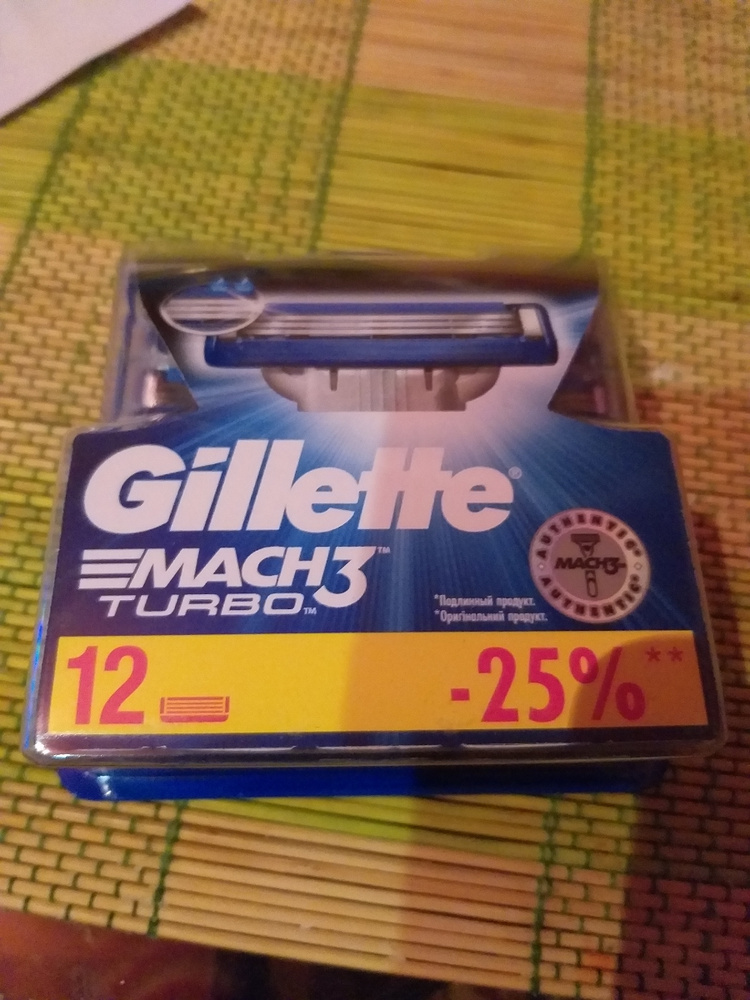 Gillette®
MACH3™
TURBO™
AUTHENTIC*
MACH3
AUTHENTIC*
*Подлинный продукт.
*Оригінальний продукт.
12
-25%**